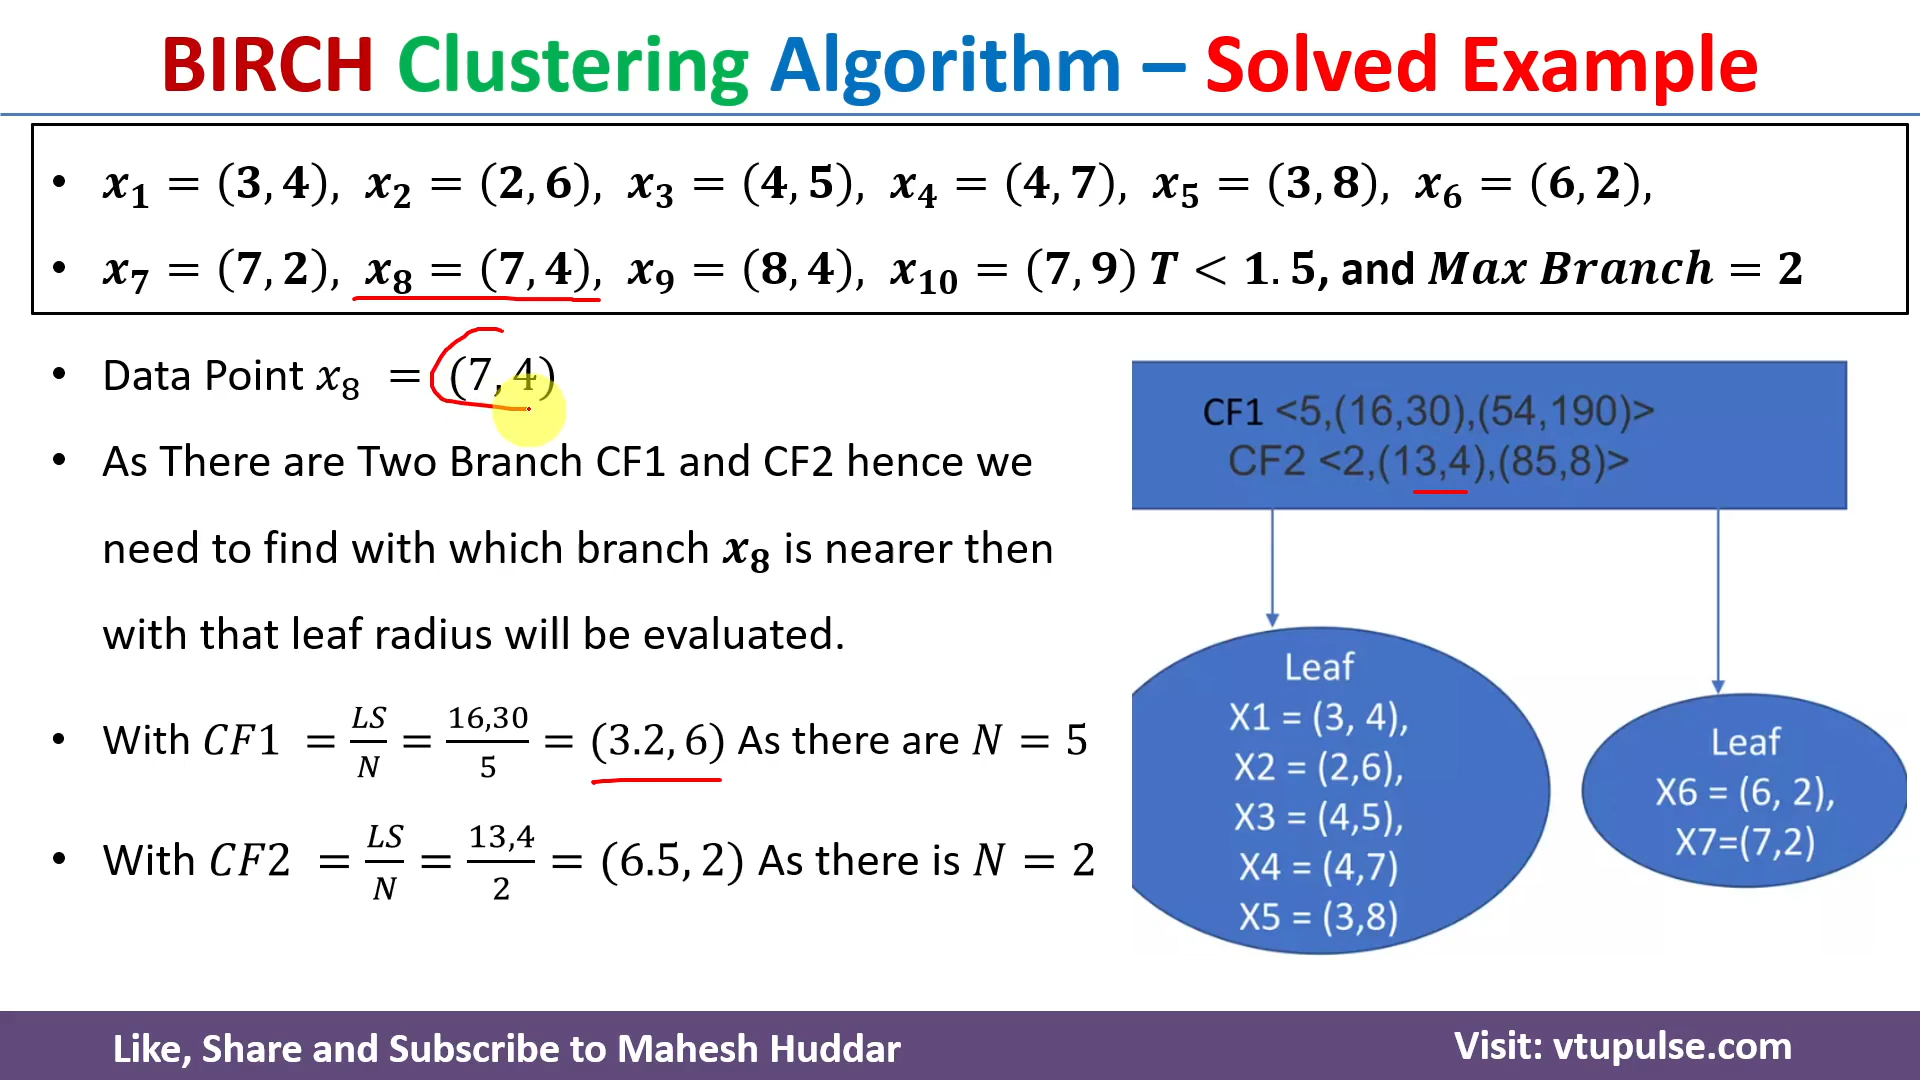 BIRCH Clustering Algorithm – Solved Example
• x₁ = (3, 4), x₂ = (2, 6), x₃ = (4, 5), x₄ = (4, 7), x₅ = (3, 8), x₆ = (6, 2),
• x₇ = (7, 2), x₈ = (7, 4), x₉ = (8, 4), x₁₀ = (7, 9) T < 1.5, and Max Branch = 2
• Data Point x₈ = (7, 4)
• As There are Two Branch CF1 and CF2 hence we
need to find with which branch x₈ is nearer then
with that leaf radius will be evaluated.
• With CF1 = LS/N = 16,30/5 = (3.2, 6) As there are N = 5
• With CF2 = LS/N = 13,4/2 = (6.5, 2) As there is N = 2
CF1 <5,(16,30),(54,190)>
CF2 <2,(13,4),(85,8)>
Leaf
X1 = (3, 4),
X2 = (2,6),
X3 = (4,5),
X4 = (4,7)
X5 = (3,8)
Leaf
X6 = (6, 2),
X7=(7,2)
Like, Share and Subscribe to Mahesh Huddar
Visit: vtupulse.com